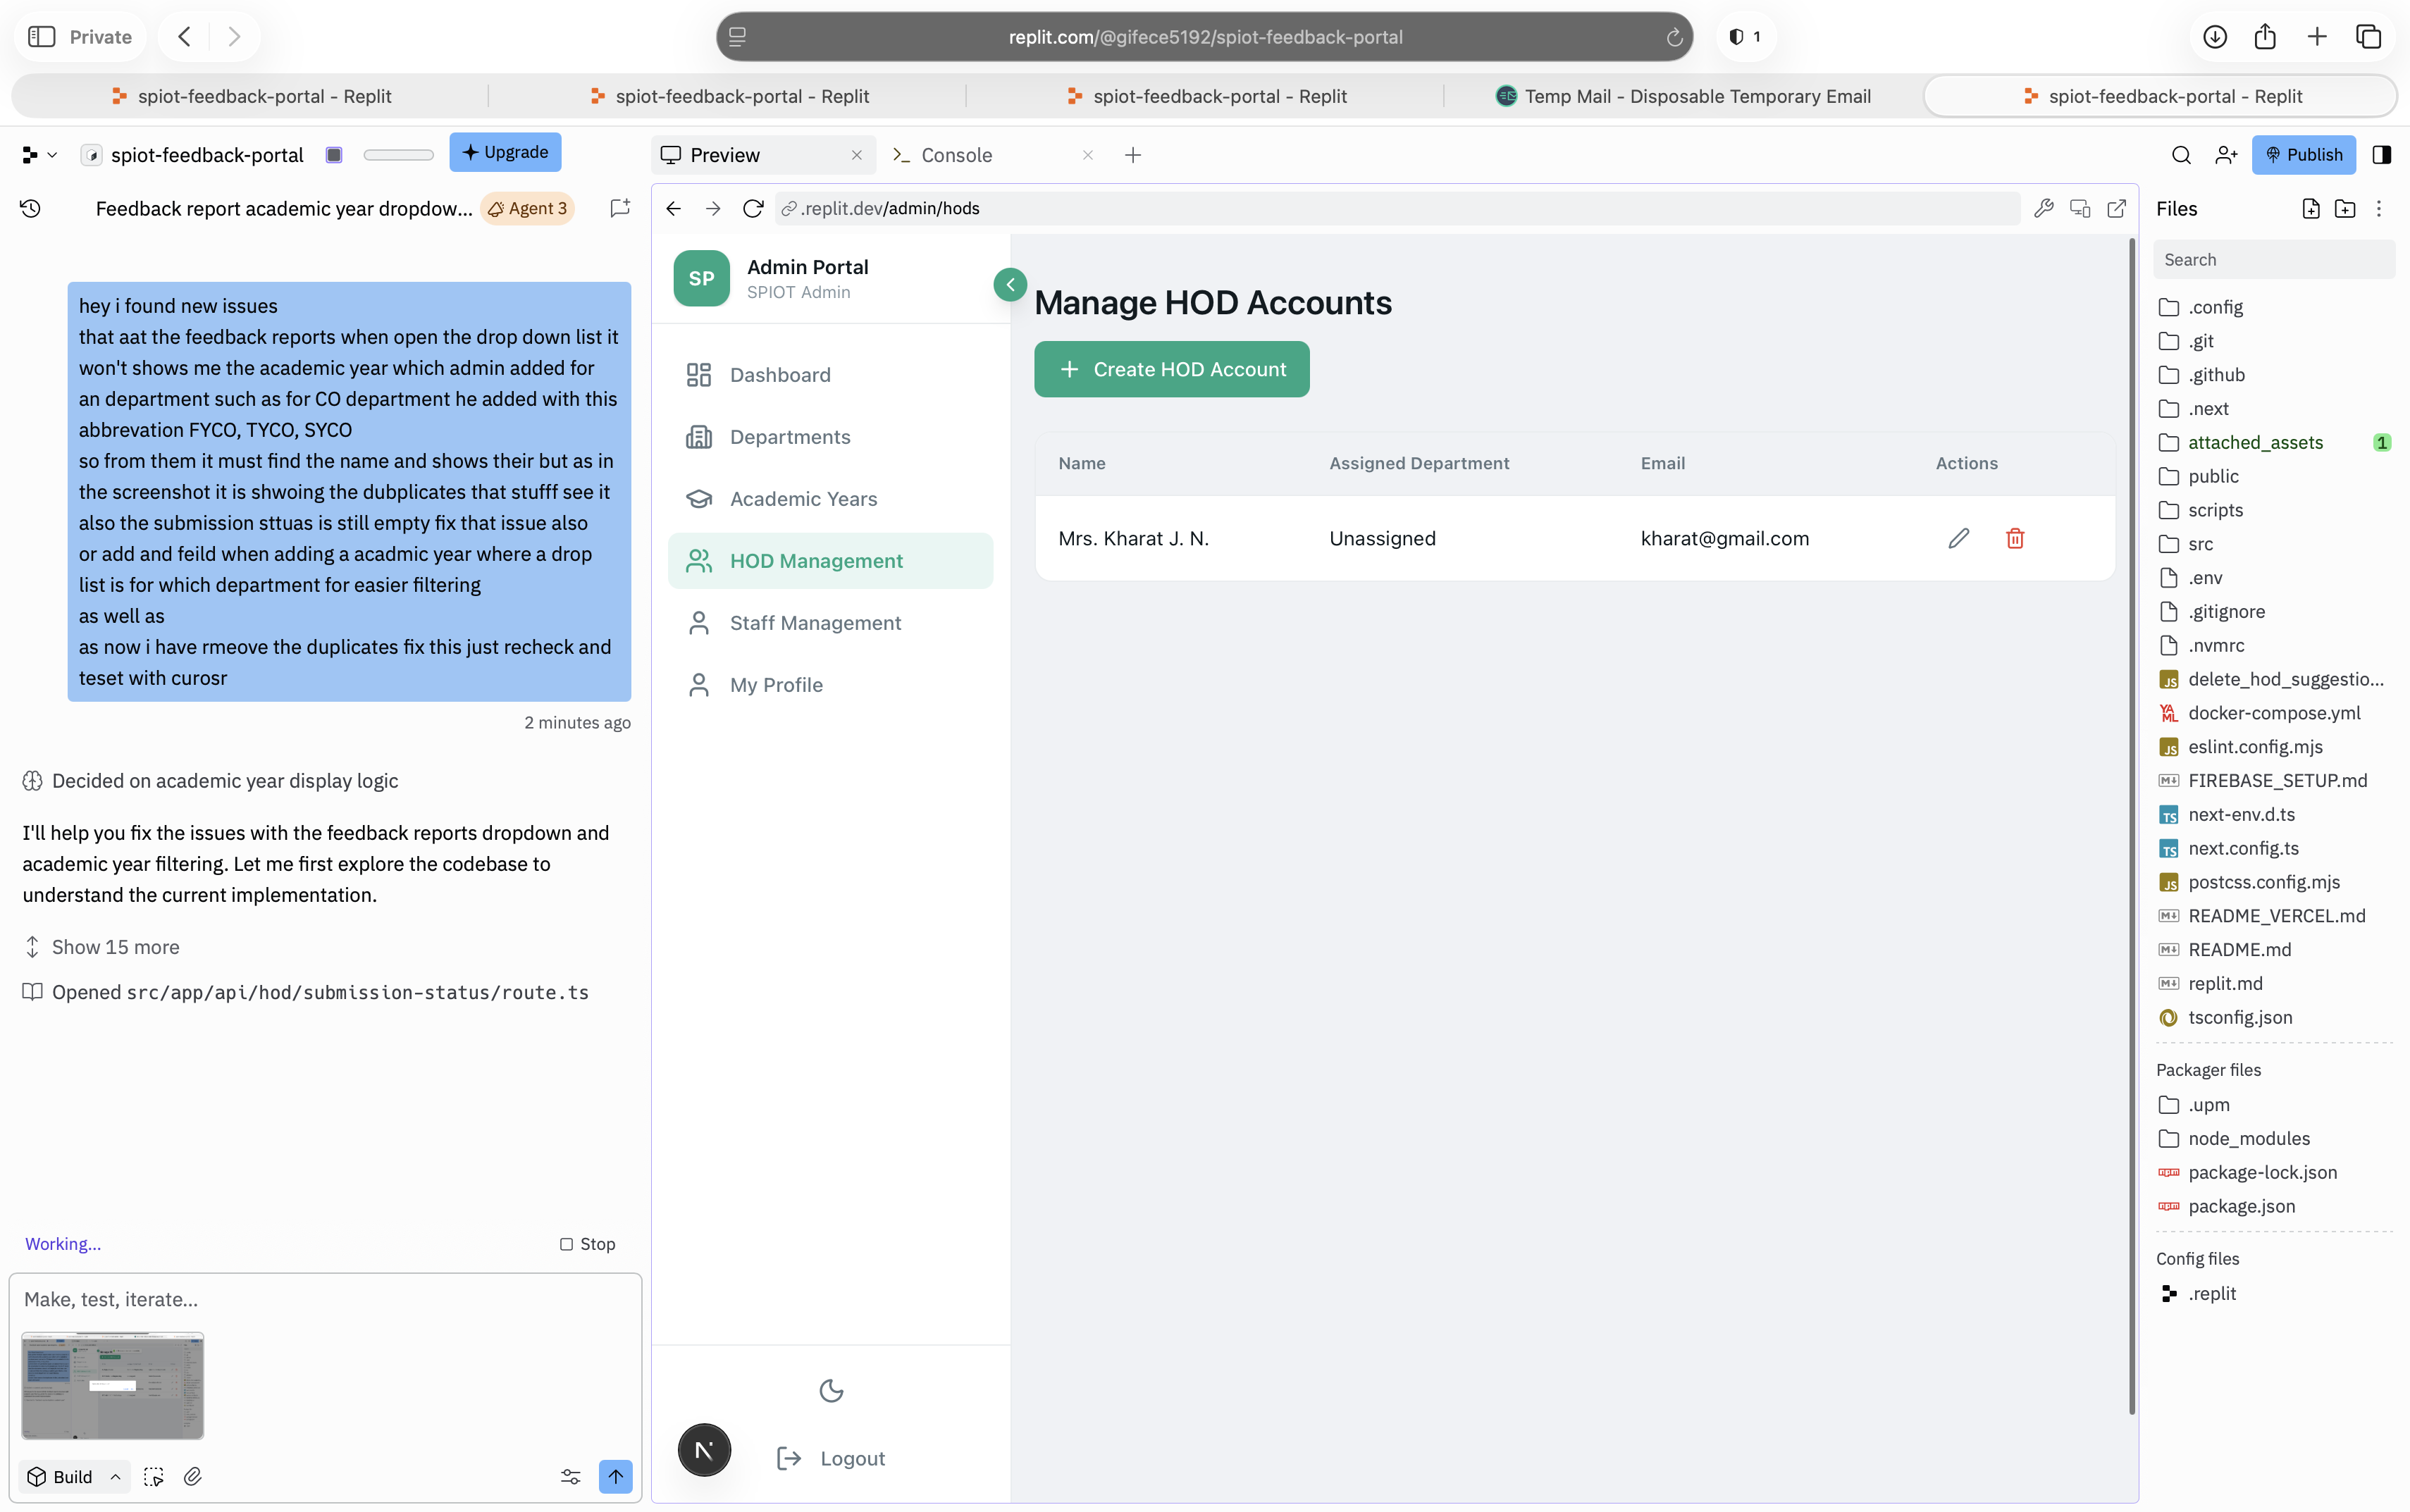 Private
replit.com/@gifece5192/spiot-feedback-portal
1
spiot-feedback-portal - Replit
spiot-feedback-portal - Replit
spiot-feedback-portal - Replit
Temp Mail - Disposable Temporary Email
spiot-feedback-portal - Replit
spiot-feedback-portal
Upgrade
Preview
Console
Publish
Feedback report academic year dropdow...
Agent 3
.replit.dev/admin/hods
Files
hey i found new issues
that aat the feedback reports when open the drop down list it
won't shows me the academic year which admin added for
an department such as for CO department he added with this
abbrevation FYCO, TYCO, SYCO
so from them it must find the name and shows their but as in
the screenshot it is shwoing the dubplicates that stufff see it
also the submission sttuas is still empty fix that issue also
or add and feild when adding a acadmic year where a drop
list is for which department for easier filtering
as well as
as now i have rmeove the duplicates fix this just recheck and
teset with curosr
2 minutes ago
Decided on academic year display logic
I'll help you fix the issues with the feedback reports dropdown and
academic year filtering. Let me first explore the codebase to
understand the current implementation.
Show 15 more
Opened src/app/api/hod/submission-status/route.ts
Working...
Stop
Make, test, iterate...
Build
SP
Admin Portal
SPIOT Admin
Dashboard
Departments
Academic Years
HOD Management
Staff Management
My Profile
N
Logout
Manage HOD Accounts
Create HOD Account
Name
Assigned Department
Email
Actions
Mrs. Kharat J. N.
Unassigned
kharat@gmail.com
Search
.config
.git
.github
.next
attached_assets
1
public
scripts
src
.env
.gitignore
.nvmrc
JS delete_hod_suggestio...
YAML docker-compose.yml
JS eslint.config.mjs
M↓ FIREBASE_SETUP.md
TS next-env.d.ts
TS next.config.ts
JS postcss.config.mjs
M↓ README_VERCEL.md
M↓ README.md
M↓ replit.md
tsconfig.json
Packager files
.upm
node_modules
npm package-lock.json
npm package.json
Config files
.replit